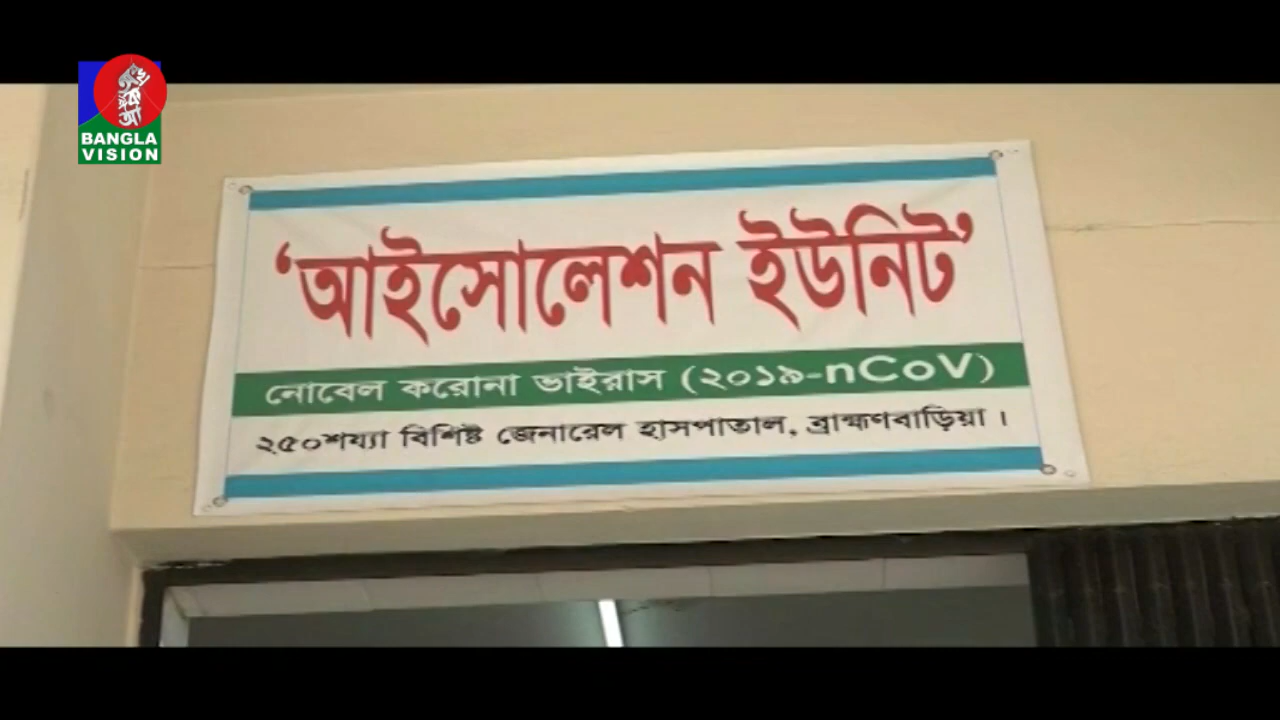 BANGLA
VISION
‘আইসোলেশন ইউনিট’
নোবেল করোনা ভাইরাস (২০১৯-nCoV)
২৫০শয্যা বিশিষ্ট জেনারেল হাসপাতাল, ব্রাহ্মণবাড়িয়া।